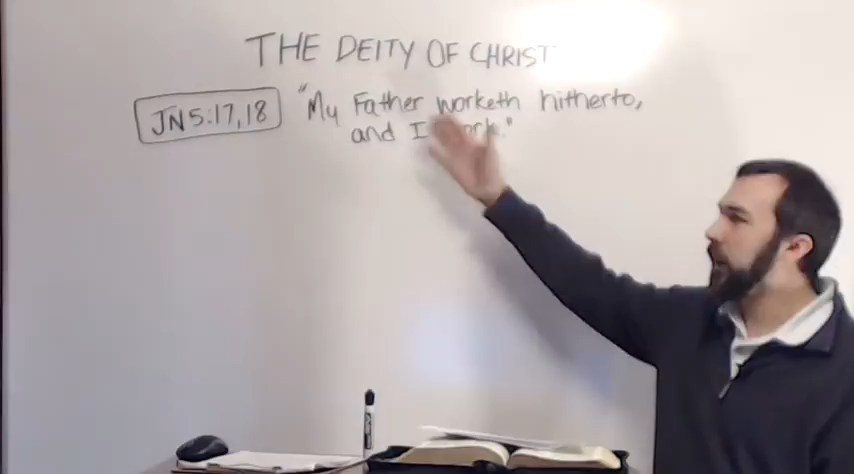 THE DEITY OF CHRIST
JN 5:17,18 "My Father worketh hitherto,
and I work."